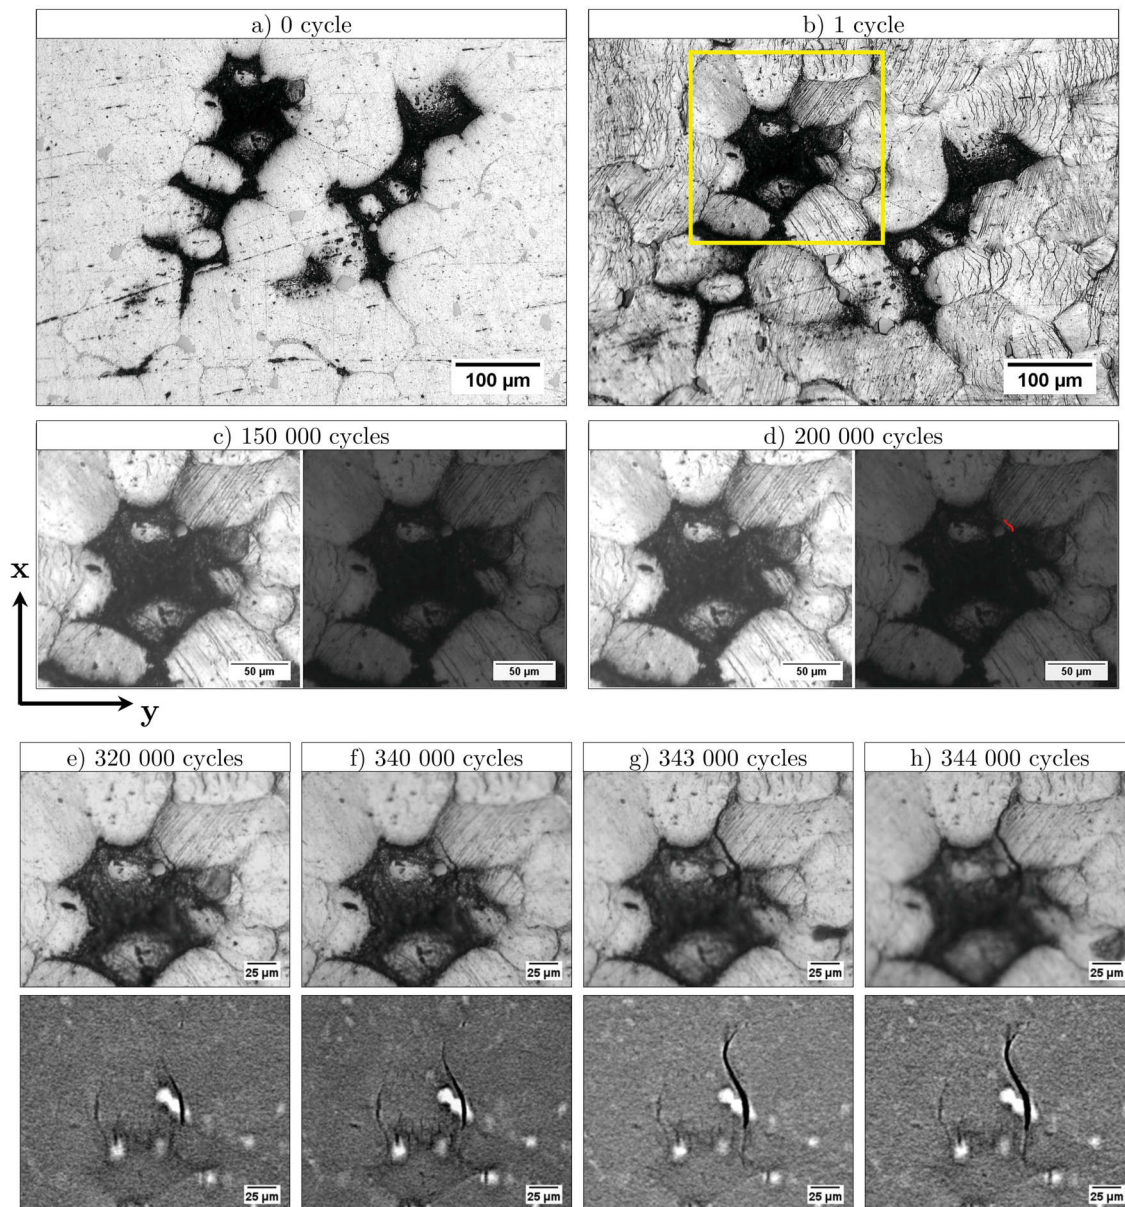 a) 0 cycle
b) 1 cycle
100 µm
100 µm
c) 150 000 cycles
d) 200 000 cycles
50 µm
50 µm
50 µm
50 µm
x
y
e) 320 000 cycles
f) 340 000 cycles
g) 343 000 cycles
h) 344 000 cycles
25 µm
25 µm
25 µm
25 µm
25 µm
25 µm
25 µm
25 µm